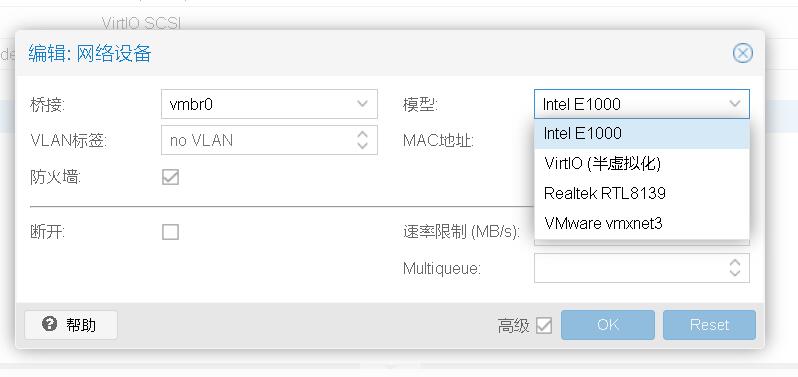 VirtIO SCSI
de
编辑: 网络设备
桥接: vmbr0 模型: Intel E1000
VLAN标签: no VLAN MAC地址: Intel E1000
防火墙: VirtIO (半虚拟化)
Realtek RTL8139
VMware vmxnet3
断开: 速率限制 (MB/s):
Multiqueue:
帮助 高级 OK Reset